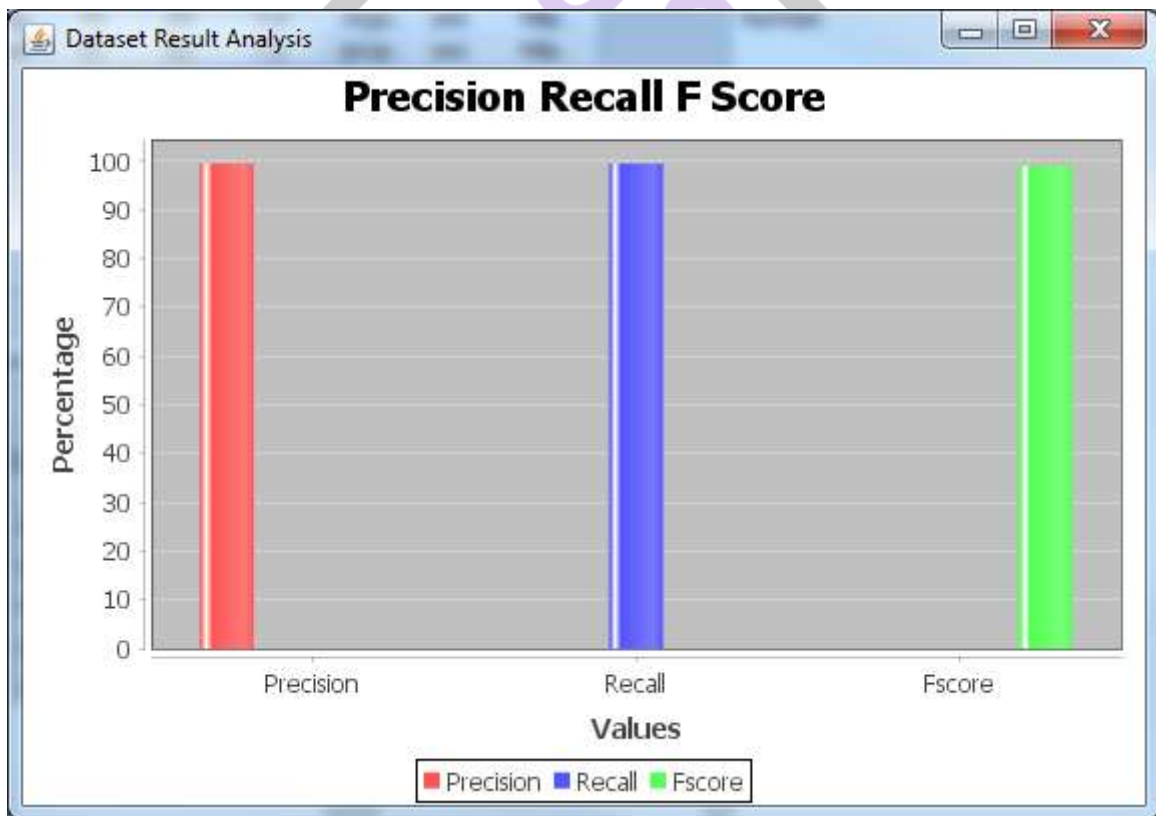 Dataset Result Analysis
Precision Recall F Score
100
90
80
70
60
50
40
30
20
10
0
Percentage
Precision Recall Fscore
Values
Precision Recall Fscore